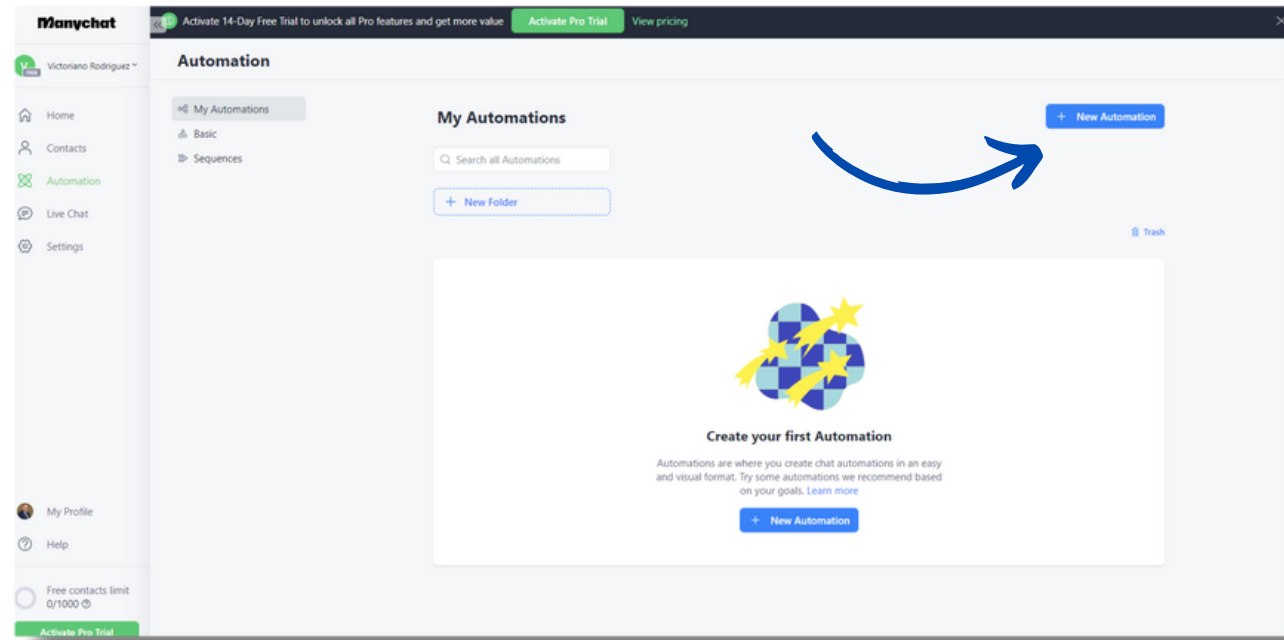 Manychat
Activate 14-Day Free Trial to unlock all Pro features and get more value
Activate Pro Trial
View pricing
Victoriano Rodriguez
FREE
Automation
Home
Contacts
Automation
Live Chat
Settings
My Automations
Basic
Sequences
My Automations
+ New Automation
Search all Automations
+ New Folder
Trash
Create your first Automation
Automations are where you create chat automations in an easy
and visual format. Try some automations we recommend based
on your goals. Learn more
+ New Automation
My Profile
Help
Free contacts limit
0/1000
Activate Pro Trial